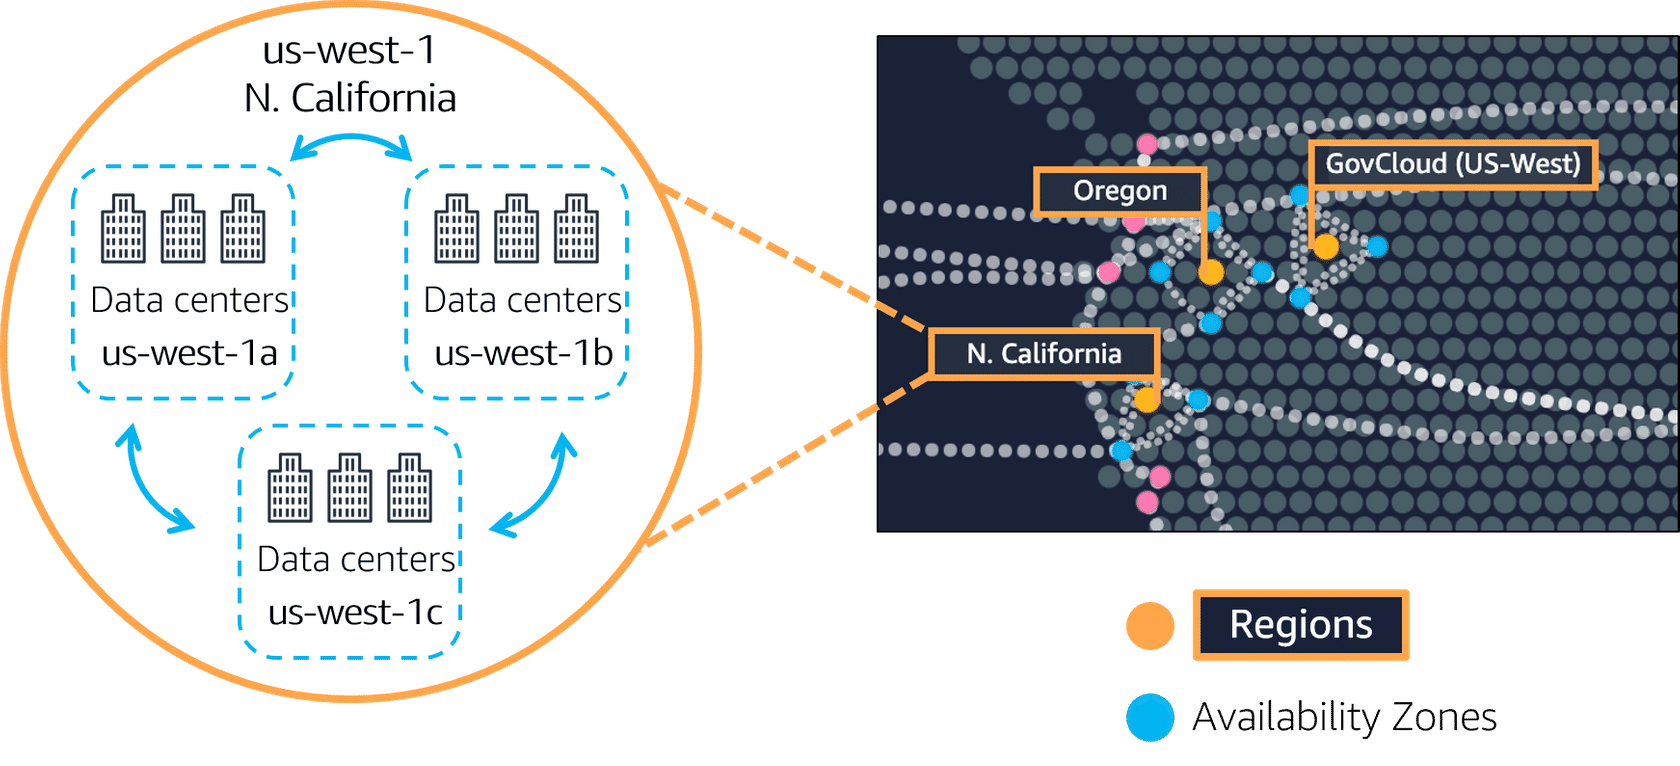 us-west-1
N. California
Data centers
us-west-1a
Data centers
us-west-1b
Data centers
us-west-1c
GovCloud (US-West)
Oregon
N. California
Regions
Availability Zones